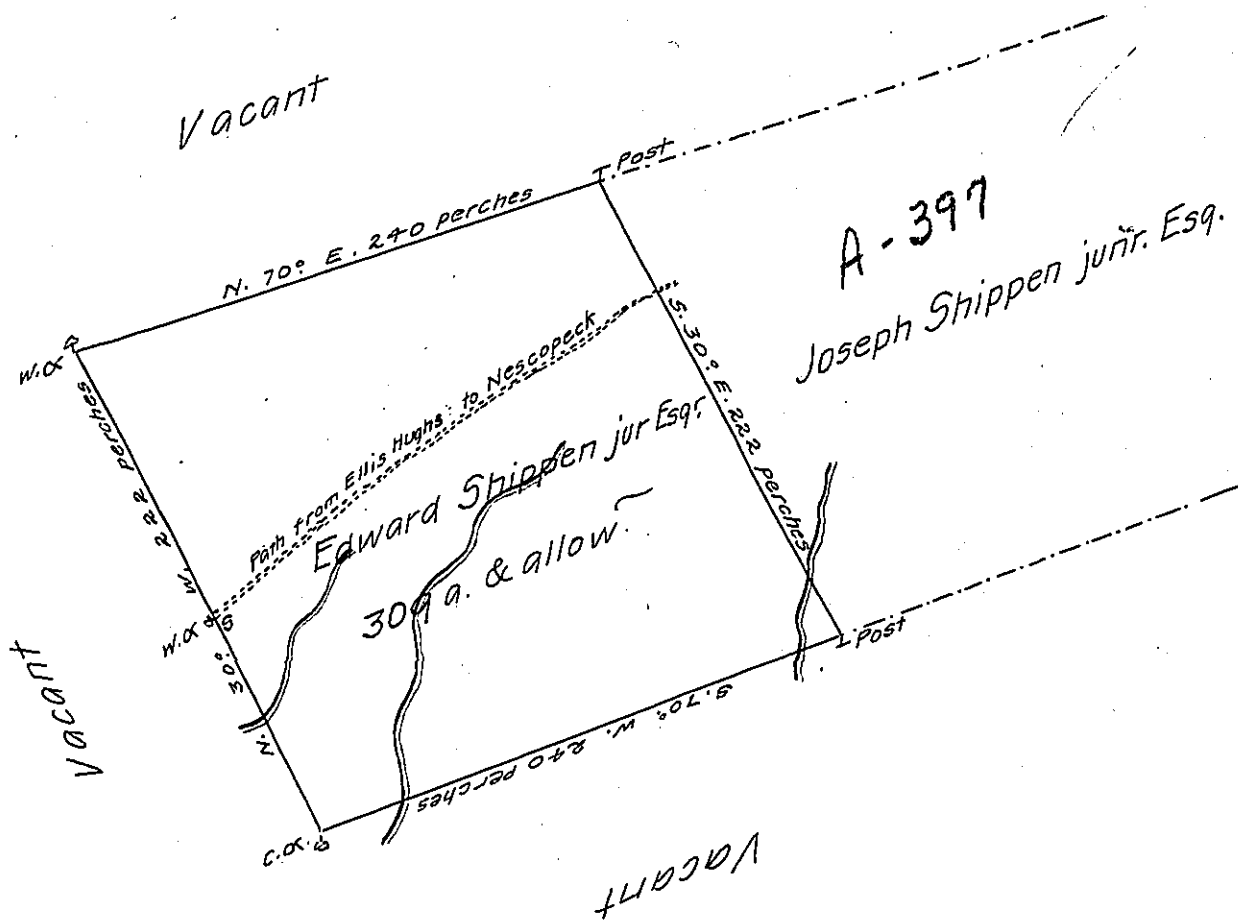 Vacant
Post
N. 70° E. 240 perches
A-397
Joseph Shippen junr. Esq.
S. 30° E. 222 perches
Path from Ellis Hughs' to Nescopeck
Edward Shippen jur Esqr.
309 a. & allow.
W.O.
N. 30° W. 222 perches
W.O.
S
Vacant
Post
S. 70° W. 240 perches
C.O.
Vacant